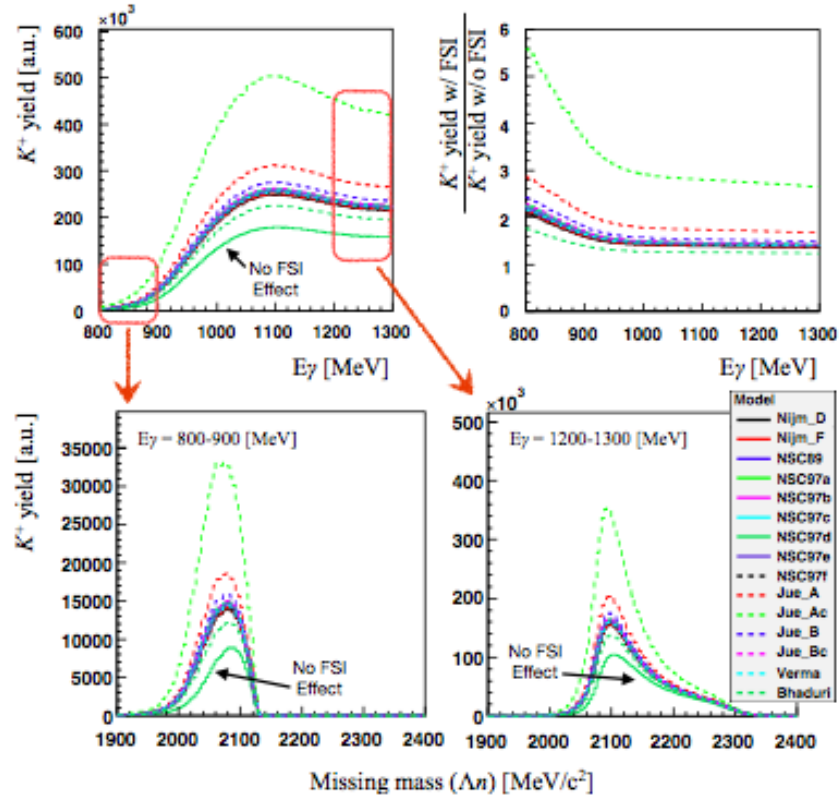 ×10³
K⁺ yield [a.u.]
600
500
400
300
200
100
0
No FSI
Effect
800 900 1000 1100 1200 1300
Eγ [MeV]
K⁺ yield w/ FSI
K⁺ yield w/o FSI
6
5
4
3
2
1
0
800 900 1000 1100 1200 1300
Eγ [MeV]
K⁺ yield [a.u.]
35000
30000
25000
20000
15000
10000
5000
0
Eγ = 800-900 [MeV]
No FSI
Effect
1900 2000 2100 2200 2300 2400
×10³
500
400
300
200
100
0
Eγ = 1200-1300 [MeV]
No FSI
Effect
1900 2000 2100 2200 2300 2400
Model
Nijm_D
Nijm_F
NSC89
NSC97a
NSC97b
NSC97c
NSC97d
NSC97e
NSC97f
Jue_A
Jue_Ac
Jue_B
Jue_Bc
Verma
Bhaduri
Missing mass (Λn) [MeV/c²]